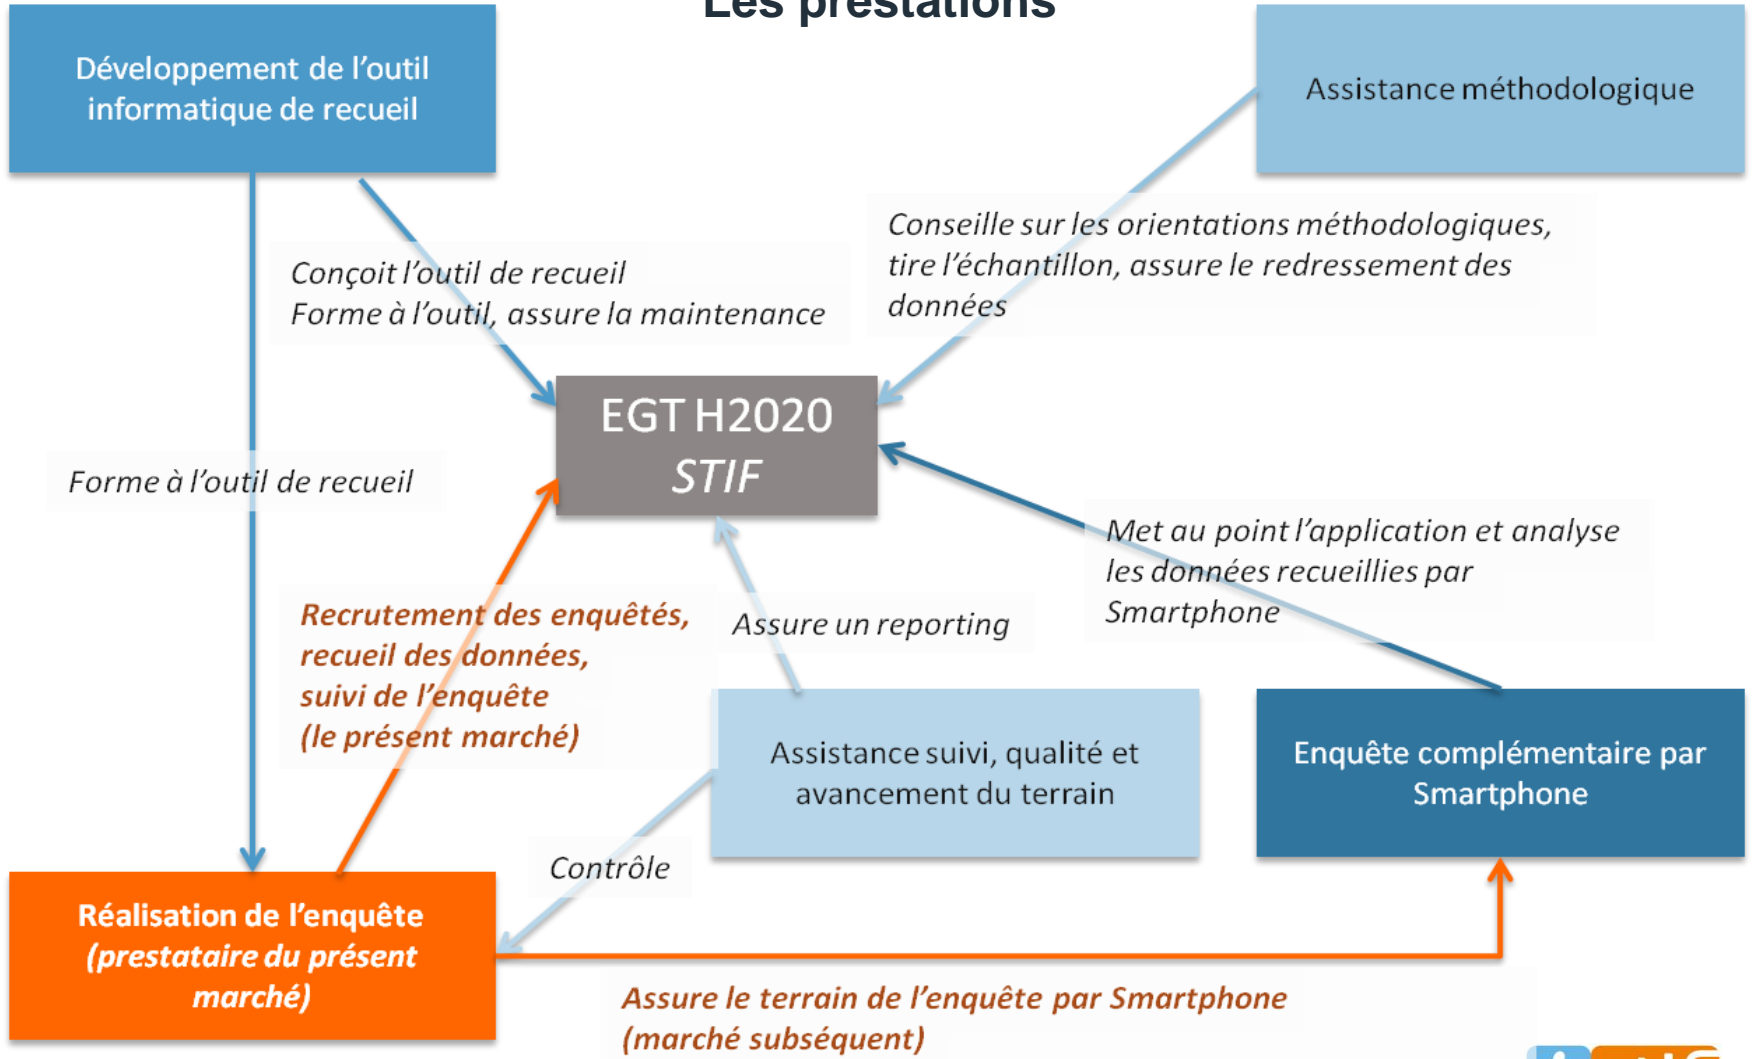 Les prestations
Développement de l'outil
informatique de recueil
Assistance méthodologique
Conseille sur les orientations méthodologiques,
tire l'échantillon, assure le redressement des
données
Conçoit l'outil de recueil
Forme à l'outil, assure la maintenance
EGT H2020
STIF
Forme à l'outil de recueil
Met au point l'application et analyse
les données recueillies par
Smartphone
Recrutement des enquêtés,
recueil des données,
suivi de l'enquête
(le présent marché)
Assure un reporting
Assistance suivi, qualité et
avancement du terrain
Enquête complémentaire par
Smartphone
Contrôle
Réalisation de l'enquête
(prestataire du présent
marché)
Assure le terrain de l'enquête par Smartphone
(marché subséquent)